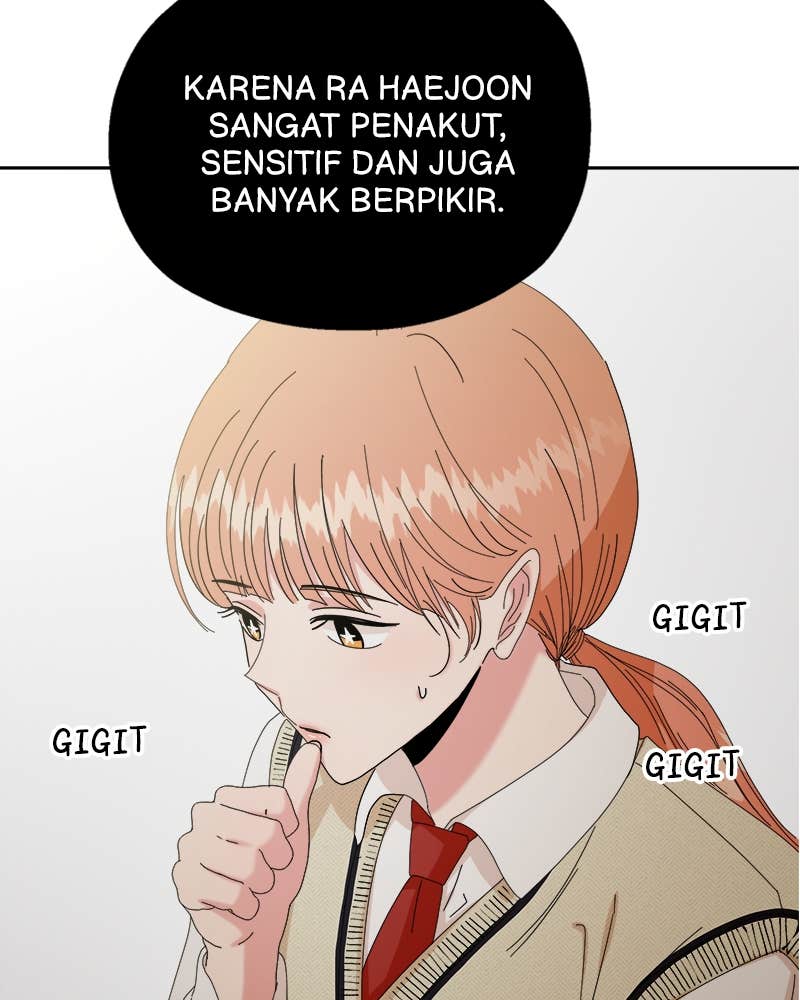 KARENA RA HAEJOON
SANGAT PENAKUT,
SENSITIF DAN JUGA
BANYAK BERPIKIR.
GIGIT
GIGIT
GIGIT